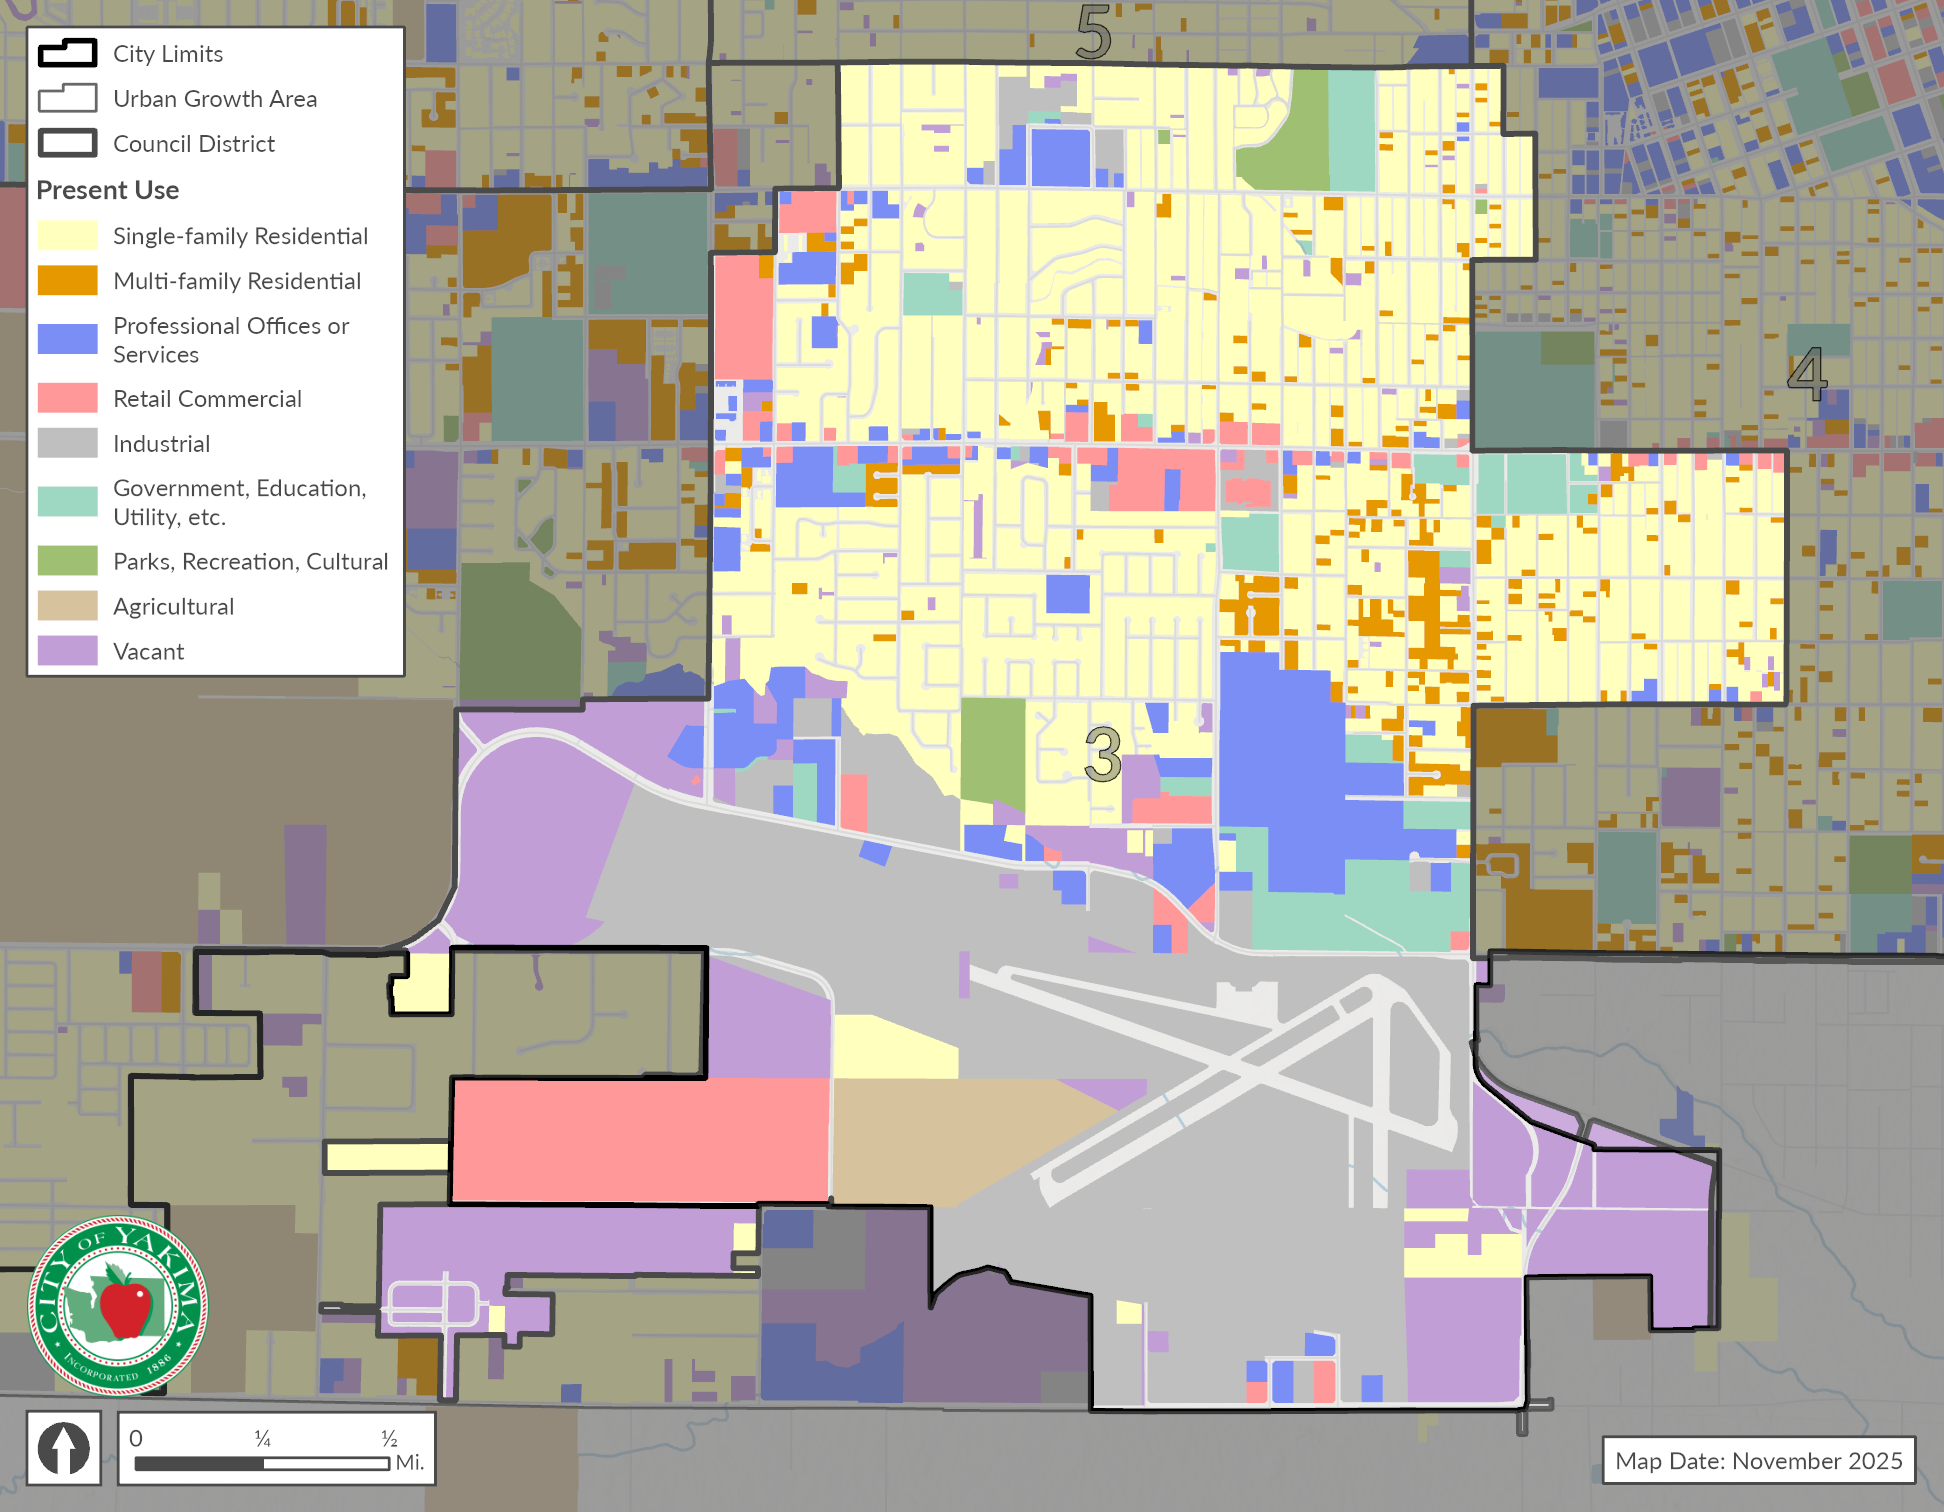 5
City Limits
Urban Growth Area
Council District
Present Use
Single-family Residential
Multi-family Residential
Professional Offices or
Services
Retail Commercial
Industrial
Government, Education,
Utility, etc.
Parks, Recreation, Cultural
Agricultural
Vacant
4
3
CITY OF YAKIMA
INCORPORATED 1886
0 ¼ ½
Mi.
Map Date: November 2025